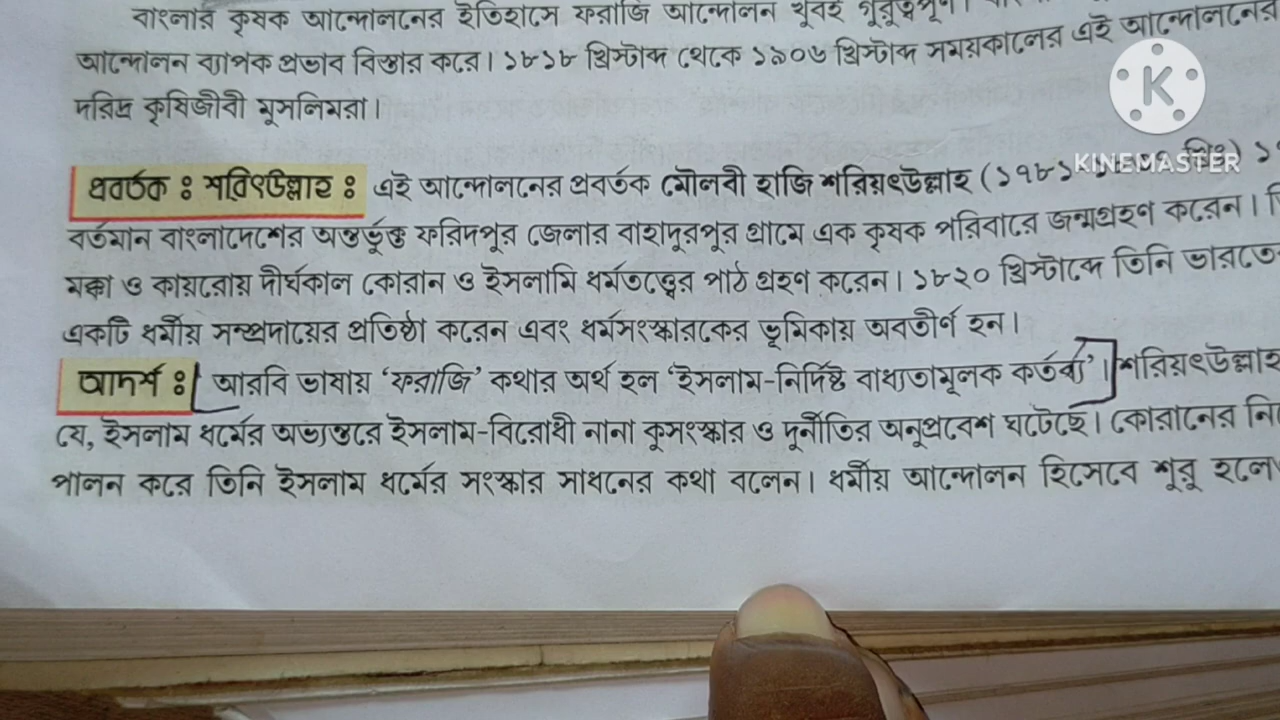 বাংলার কৃষক আন্দোলনের ইতিহাসে ফরাজি আন্দোলন খুবই গুরুত্বপূর্ণ।
আন্দোলন ব্যাপক প্রভাব বিস্তার করে। ১৮১৮ খ্রিস্টাব্দ থেকে ১৯০৬ খ্রিস্টাব্দ সময়কালের এই আন্দোলনের
দরিদ্র কৃষিজীবী মুসলিমরা।
K
KINEMASTER
প্রবর্তক : শরিৎউল্লাহ : এই আন্দোলনের প্রবর্তক মৌলবী হাজি শরিয়ৎউল্লাহ (১৭৮১ খ্রিঃ)
বর্তমান বাংলাদেশের অন্তর্ভুক্ত ফরিদপুর জেলার বাহাদুরপুর গ্রামে এক কৃষক পরিবারে জন্মগ্রহণ করেন।
মক্কা ও কায়রোয় দীর্ঘকাল কোরান ও ইসলামি ধর্মতত্ত্বের পাঠ গ্রহণ করেন। ১৮২০ খ্রিস্টাব্দে তিনি ভারতে
একটি ধর্মীয় সম্প্রদায়ের প্রতিষ্ঠা করেন এবং ধর্মসংস্কারকের ভূমিকায় অবতীর্ণ হন।
আদর্শ : আরবি ভাষায় ‘ফরাজি’ কথার অর্থ হল ‘ইসলাম-নির্দিষ্ট বাধ্যতামূলক কর্তব্য’। শরিয়ৎউল্লাহ
যে, ইসলাম ধর্মের অভ্যন্তরে ইসলাম-বিরোধী নানা কুসংস্কার ও দুর্নীতির অনুপ্রবেশ ঘটেছে। কোরানের
পালন করে তিনি ইসলাম ধর্মের সংস্কার সাধনের কথা বলেন। ধর্মীয় আন্দোলন হিসেবে শুরু হলে